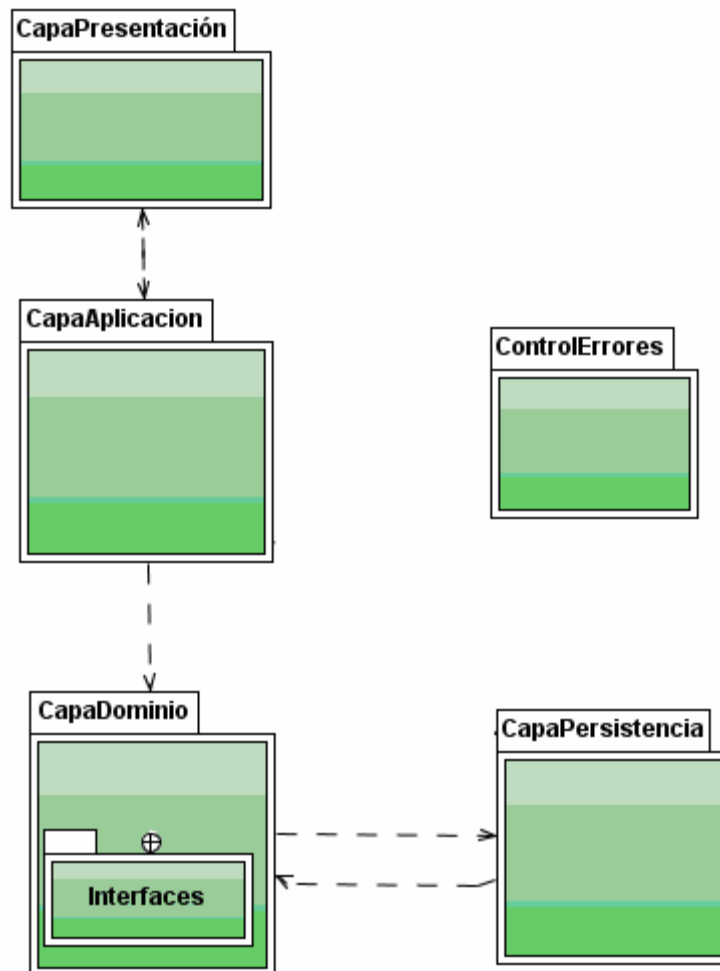 CapaPresentación
CapaAplicacion
ControlErrores
CapaDominio
CapaPersistencia
Interfaces